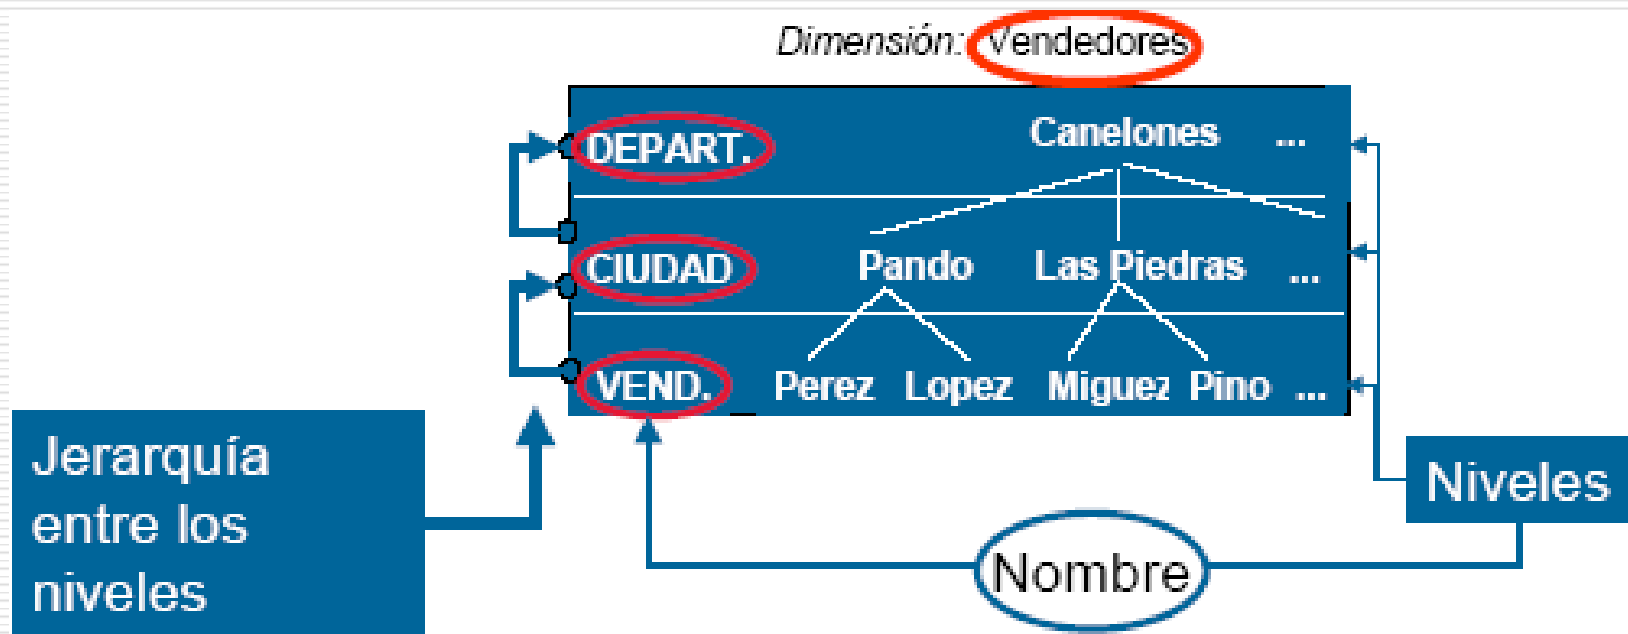 Dimensión: Vendedores
DEPART. Canelones ...
CIUDAD Pando Las Piedras ...
VEND. Perez Lopez Miguez Pino ...
Jerarquía
entre los
niveles
Niveles
Nombre